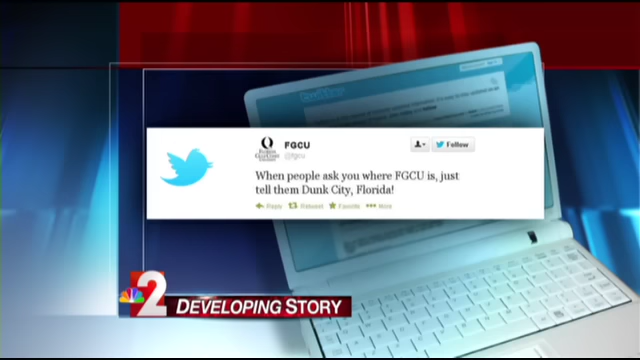 FGCU
@fgcu
Follow
When people ask you where FGCU is, just
tell them Dunk City, Florida!
Reply Retweet Favorite More
2
DEVELOPING STORY